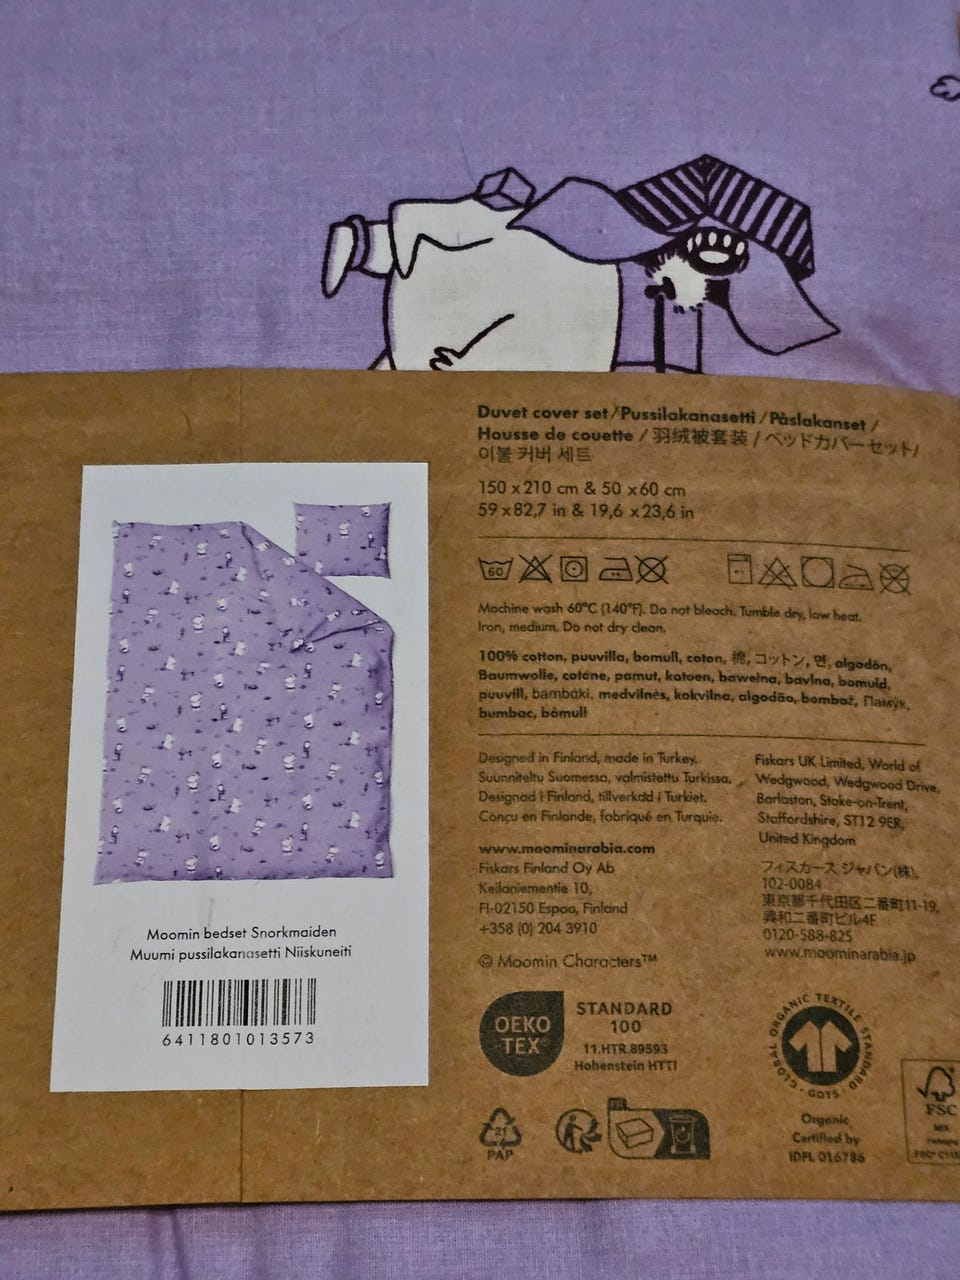 Duvet cover set/Pussilakanasetti/Påslakanset/
Housse de couette / 羽绒被套装 / ベッドカバーセット/
이불 커버 세트
150 x 210 cm & 50 x 60 cm
59 x 82,7 in & 19,6 x 23,6 in
60
Machine wash 60°C (140°F). Do not bleach. Tumble dry, low heat.
Iron, medium. Do not dry clean.
100% cotton, puuvilla, bomull, coton, 棉, コットン, 면, algodón,
Baumwolle, cotone, pamut, katoen, bawełna, bavlna, bomuld,
puuvill, bambáki, medvilnės, kokvilna, algodão, bombaž, Памук,
bumbac, bómull
Designed in Finland, made in Turkey.
Suunniteltu Suomessa, valmistettu Turkissa.
Designad i Finland, tillverkad i Turkiet.
Conçu en Finlande, fabriqué en Turquie.
www.moominarabia.com
Fiskars Finland Oy Ab
Keilaniementie 10,
FI-02150 Espoo, Finland
+358 (0) 204 3910
© Moomin Characters™
Fiskars UK Limited, World of
Wedgwood, Wedgwood Drive,
Barlaston, Stoke-on-Trent,
Staffordshire, ST12 9ER,
United Kingdom
フィスカース ジャパン(株),
102-0084
東京都千代田区二番町11-19,
興和二番町ビル4F
0120-588-825
www.moominarabia.jp
Moomin bedset Snorkmaiden
Muumi pussilakanasetti Niiskuneiti
6411801013573
OEKO
TEX®
STANDARD
100
11.HTR.89593
Hohenstein HTTI
GLOBAL ORGANIC TEXTILE STANDARD
· GOTS ·
Organic
Certified by
IDFL 016786
21
PAP
FR
FSC
MIX